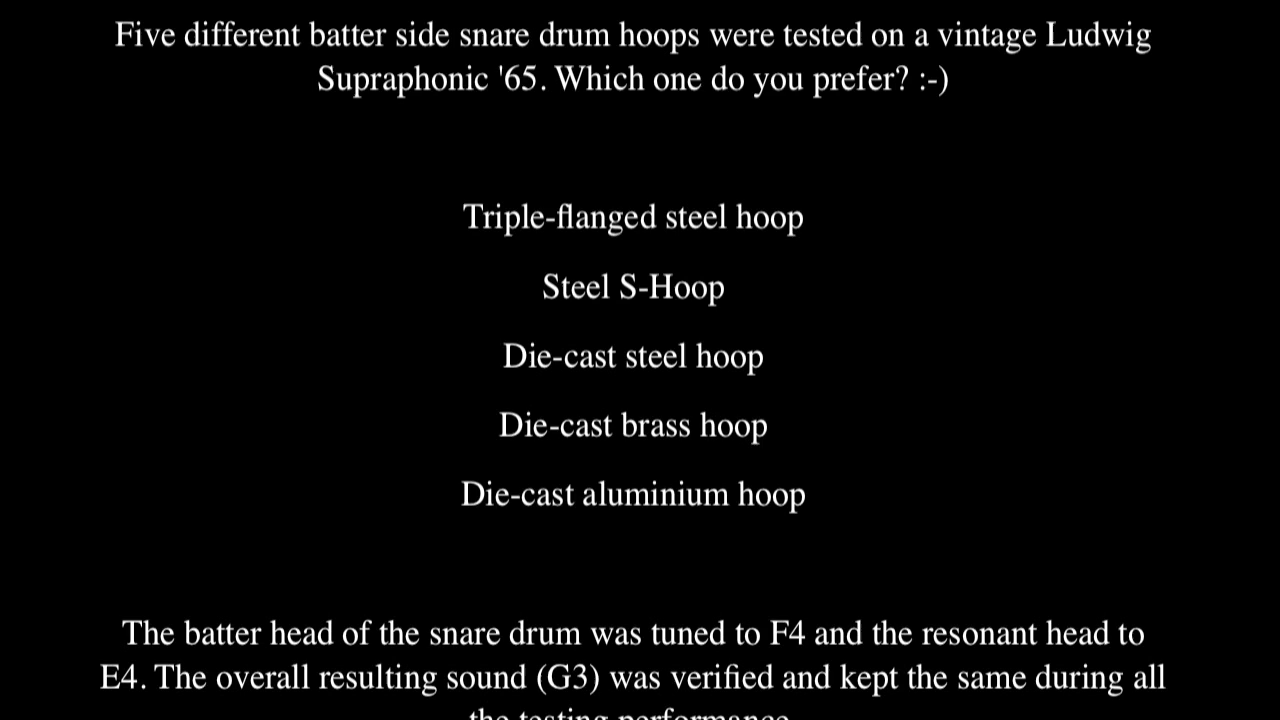 Five different batter side snare drum hoops were tested on a vintage Ludwig
Supraphonic '65. Which one do you prefer? :-)
Triple-flanged steel hoop
Steel S-Hoop
Die-cast steel hoop
Die-cast brass hoop
Die-cast aluminium hoop
The batter head of the snare drum was tuned to F4 and the resonant head to
E4. The overall resulting sound (G3) was verified and kept the same during all
the testing performance